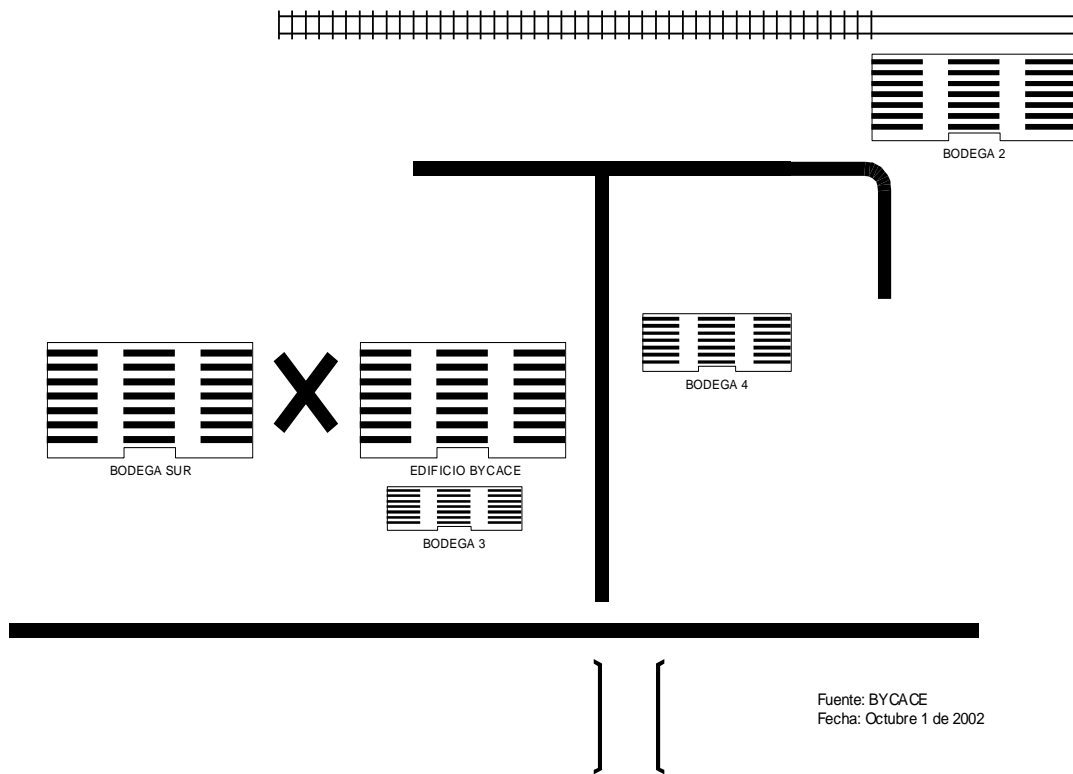 BODEGA 2
BODEGA 4
BODEGA SUR
EDIFICIO BYCACE
BODEGA 3
Fuente: BYCACE
Fecha: Octubre 1 de 2002